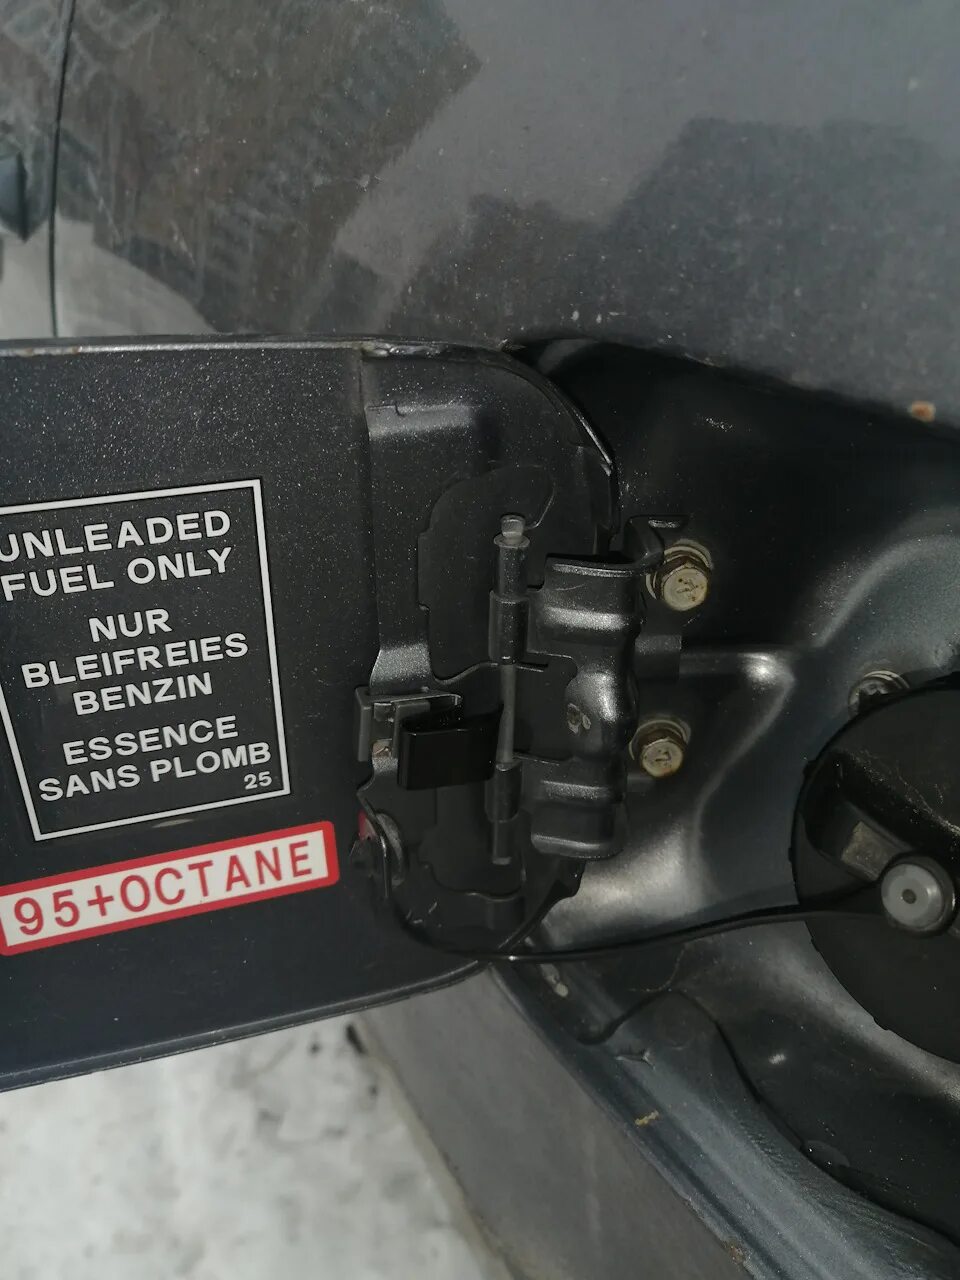 UNLEADED
FUEL ONLY
NUR
BLEIFREIES
BENZIN
ESSENCE
SANS PLOMB
25
95+OCTANE